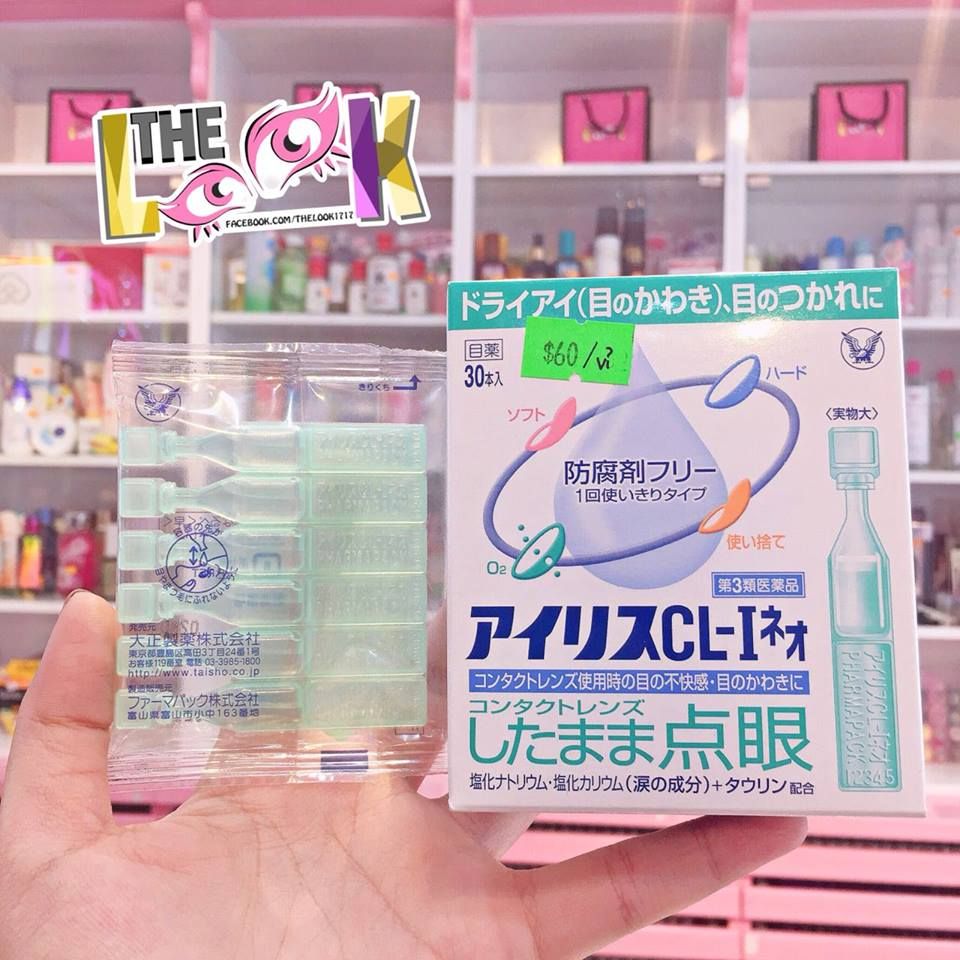 THE
LOOK
FACEBOOK.COM/THELOOK1717
ドライアイ(目のかわき)、目のつかれに
目薬
30本入
$60/
ソフト
ハード
〈実物大〉
防腐剤フリー
1回使いきりタイプ
使い捨て
O₂
第3類医薬品
アイリスCL-Iネオ
コンタクトレンズ使用時の目の不快感・目のかわきに
コンタクトレンズ
したまま点眼
塩化ナトリウム・塩化カリウム(涙の成分)+タウリン配合
アイリスCL-Iネオ
PHARMAPACK
12345
きりくち
発売元
大正製薬株式会社
東京都豊島区高田3丁目24番1号
お客様119番室 電話 03-3985-1800
http://www.taisho.co.jp
製造販売元
ファーマパック株式会社
富山県富山市小中163番地